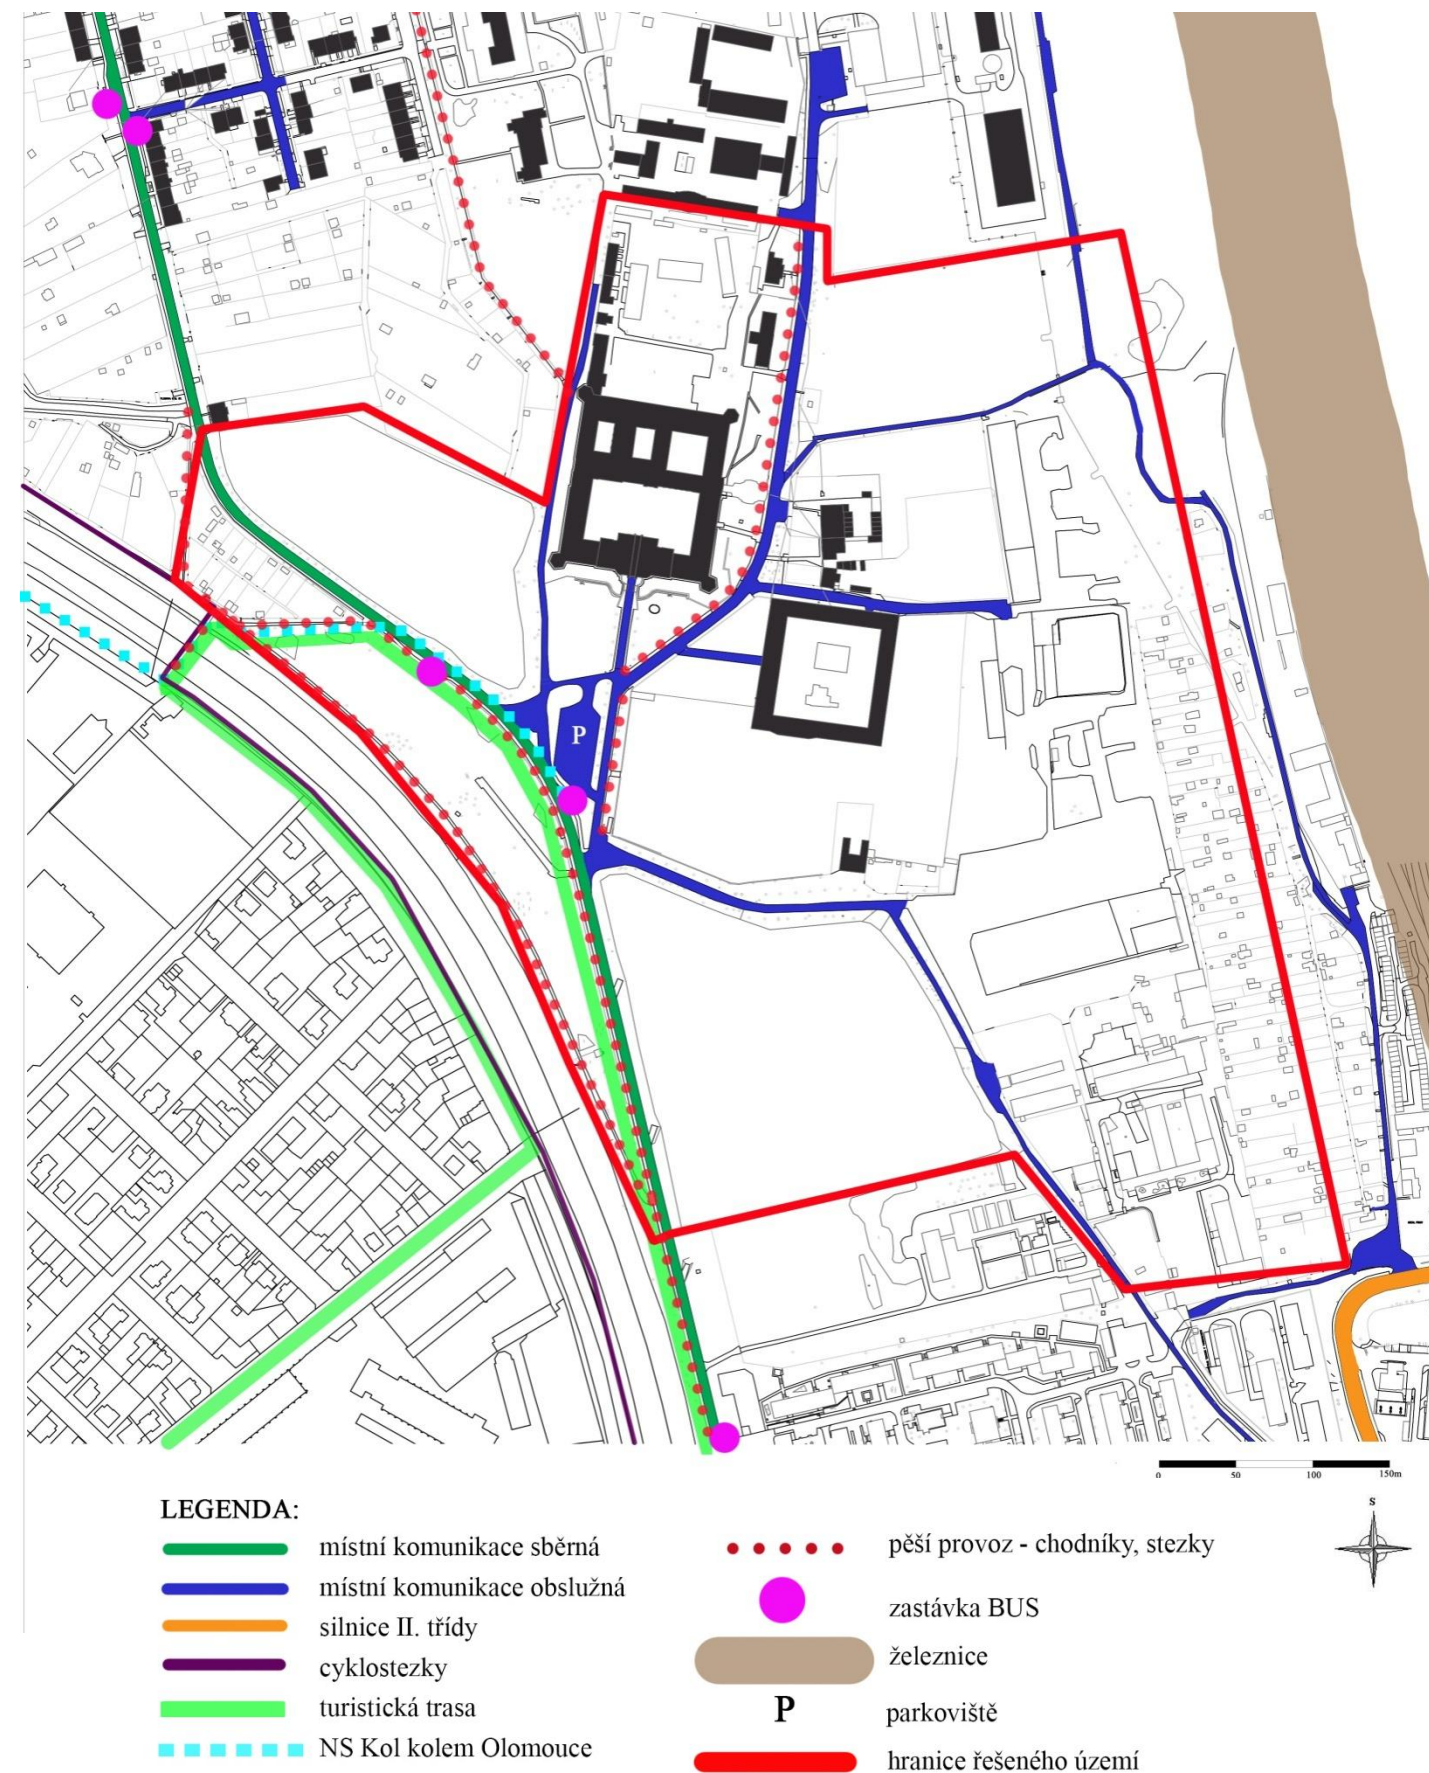 P
0 50 100 150m
LEGENDA:
místní komunikace sběrná
místní komunikace obslužná
silnice II. třídy
cyklostezky
turistická trasa
NS Kol kolem Olomouce
pěší provoz - chodníky, stezky
zastávka BUS
železnice
P parkoviště
hranice řešeného území
S